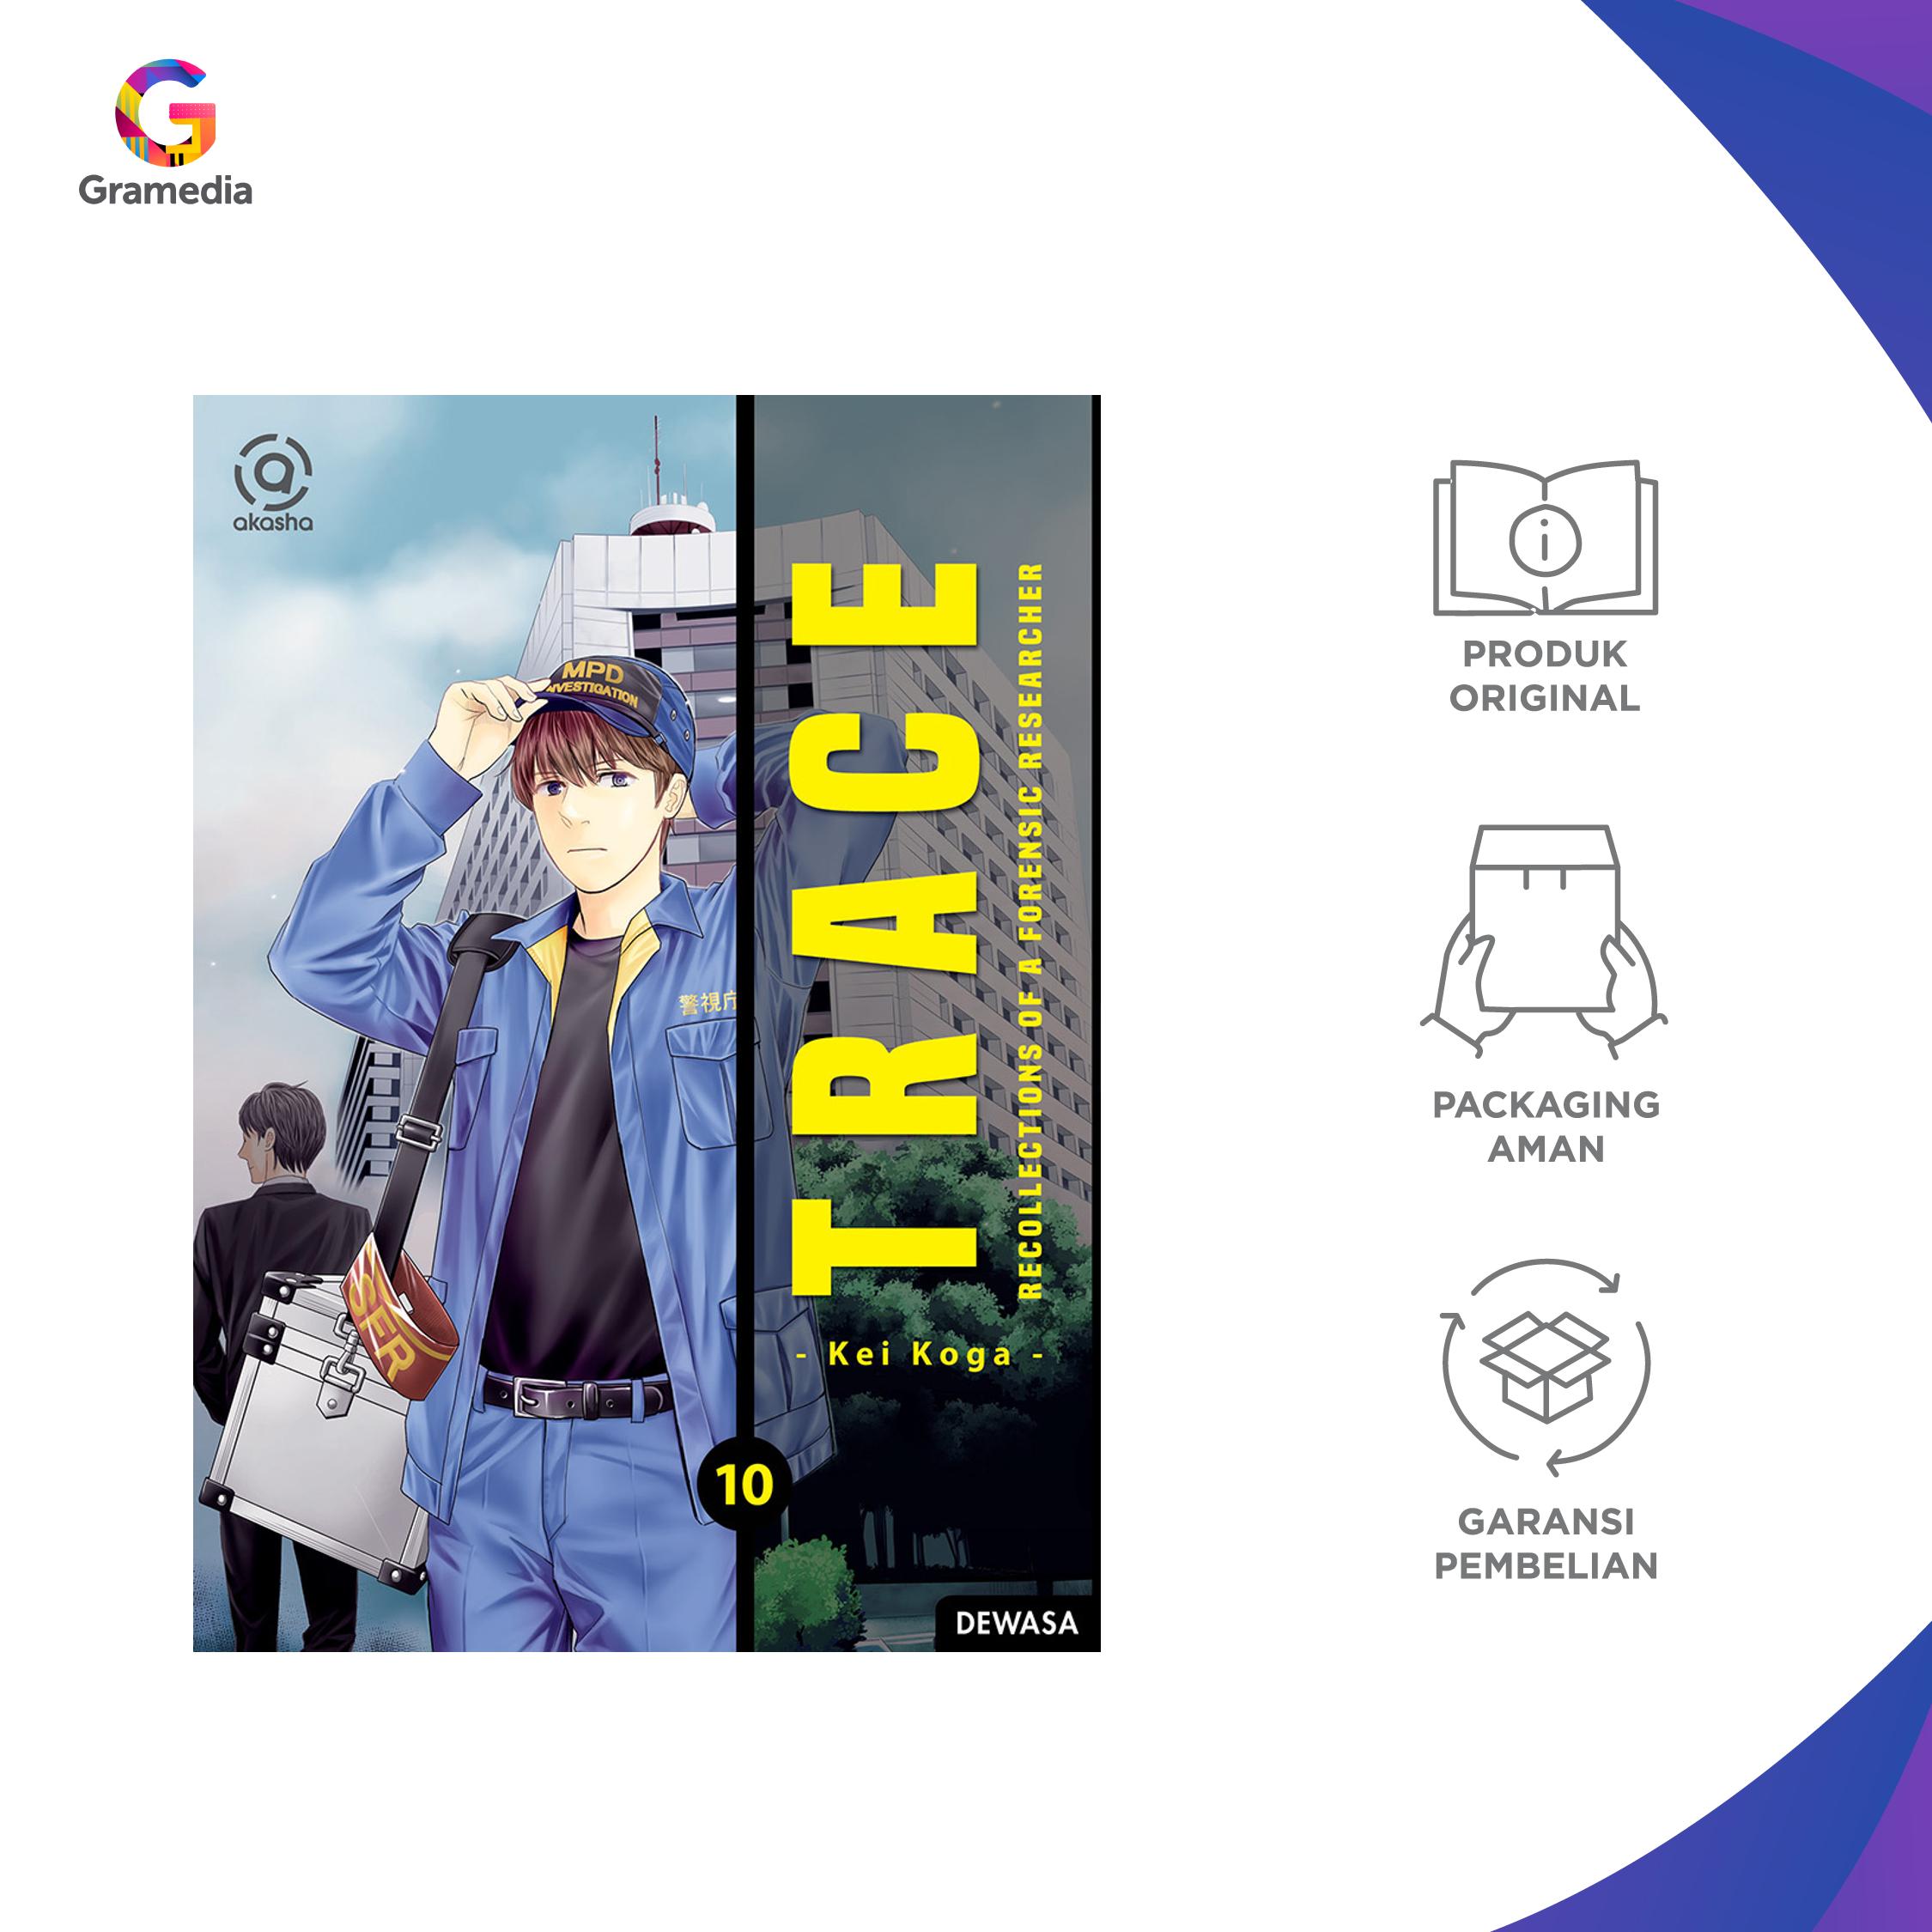 Gramedia
akasha
MPD
INVESTIGATION
警視庁
SER
TRACE
RECOLLECTIONS OF A FORENSIC RESEARCHER
- Kei Koga -
10
DEWASA
PRODUK
ORIGINAL
PACKAGING
AMAN
GARANSI
PEMBELIAN